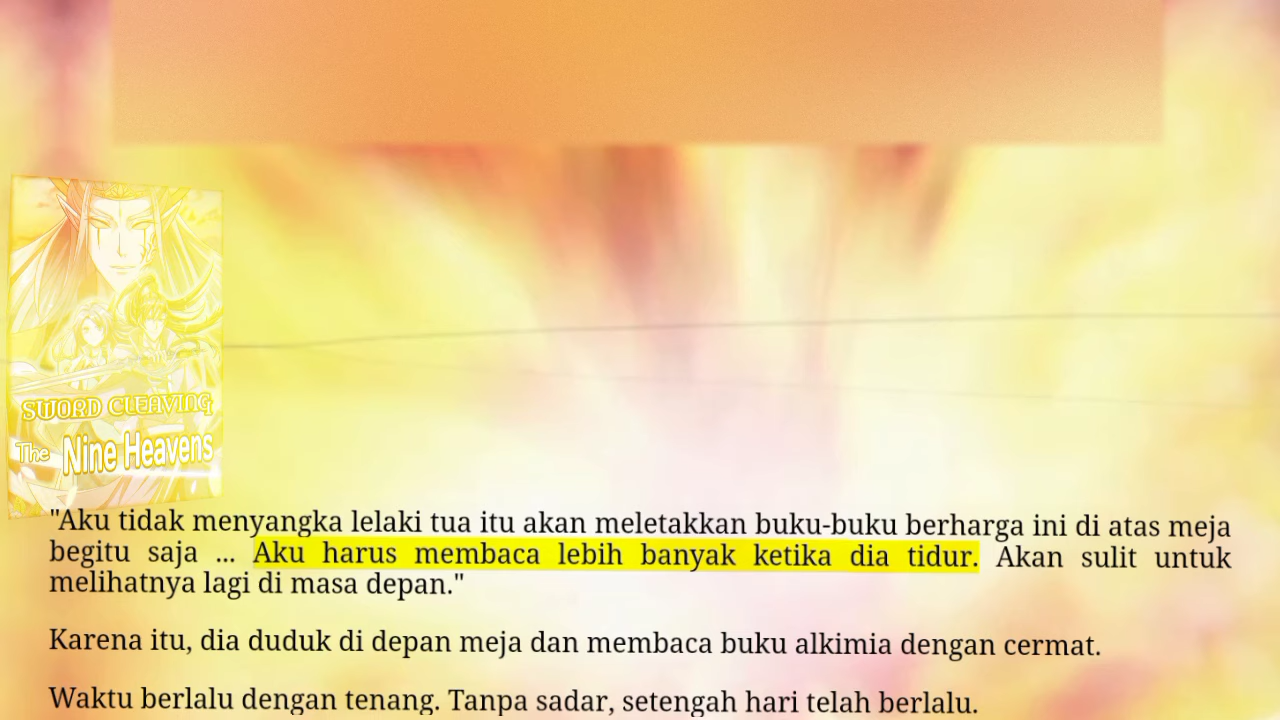 SWORD CLEAVING
The Nine Heavens
"Aku tidak menyangka lelaki tua itu akan meletakkan buku-buku berharga ini di atas meja
begitu saja ... Aku harus membaca lebih banyak ketika dia tidur. Akan sulit untuk
melihatnya lagi di masa depan."
Karena itu, dia duduk di depan meja dan membaca buku alkimia dengan cermat.
Waktu berlalu dengan tenang. Tanpa sadar, setengah hari telah berlalu.